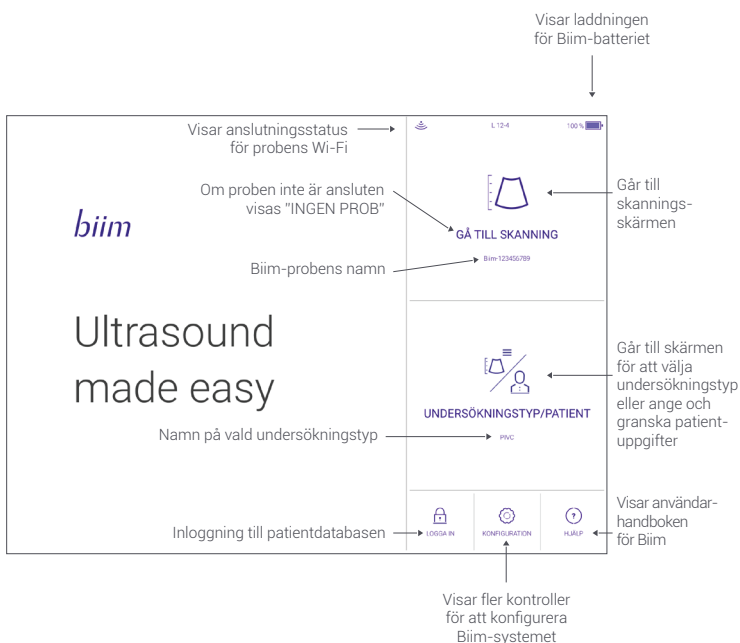 Visar laddningen
för Biim-batteriet
Visar anslutningsstatus
för probens Wi-Fi
L 12-4
100 %
Om proben inte är ansluten
visas "INGEN PROB"
Går till
skannings-
skärmen
biim
GÅ TILL SKANNING
Biim-probens namn
Biim-123456789
Ultrasound
made easy
Går till skärmen
för att välja
undersökningstyp
eller ange och
granska patient-
uppgifter
UNDERSÖKNINGSTYP/PATIENT
Namn på vald undersökningstyp
PIVC
Inloggning till patientdatabasen
LOGGA IN
KONFIGURATION
HJÄLP
Visar användar-
handboken
för Biim
Visar fler kontroller
för att konfigurera
Biim-systemet